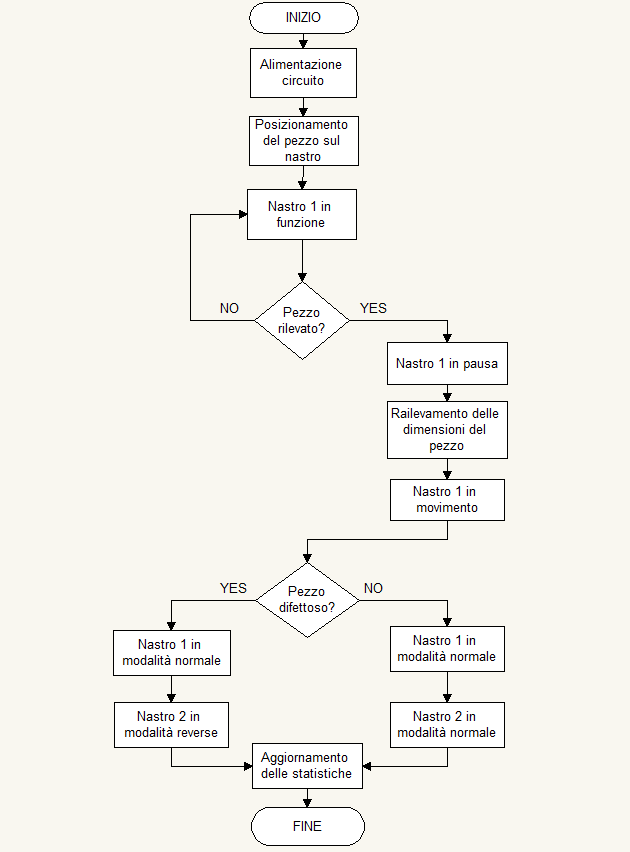 INIZIO
Alimentazione
circuito
Posizionamento
del pezzo sul
nastro
Nastro 1 in
funzione
Pezzo
rilevato?
NO
YES
Nastro 1 in pausa
Railevamento delle
dimensioni del
pezzo
Nastro 1 in
movimento
Pezzo
difettoso?
YES
NO
Nastro 1 in
modalità normale
Nastro 1 in
modalità normale
Nastro 2 in
modalità reverse
Nastro 2 in
modalità normale
Aggiornamento
delle statistiche
FINE